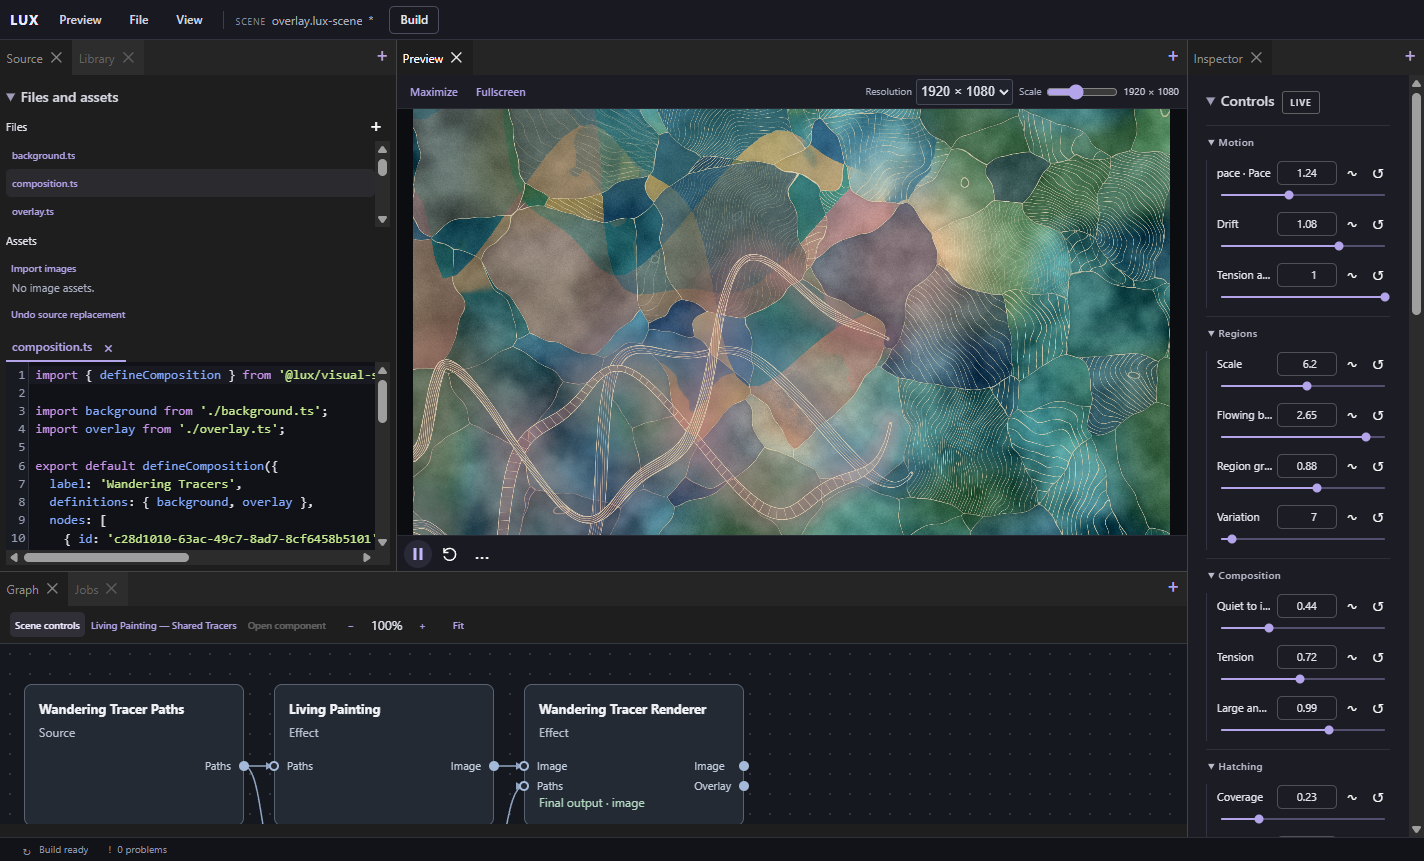 LUX Preview File View SCENE overlay.lux-scene * Build
Source Library +
Files and assets
Files +
background.ts
composition.ts
overlay.ts
Assets
Import images
No image assets.
Undo source replacement
composition.ts
1 import { defineComposition } from '@lux/visual-s
2
3 import background from './background.ts';
4 import overlay from './overlay.ts';
5
6 export default defineComposition({
7 label: 'Wandering Tracers',
8 definitions: { background, overlay },
9 nodes: [
10 { id: 'c28d1010-63ac-49c7-8ad7-8cf6458b5101'
Preview +
Maximize Fullscreen Resolution 1920 × 1080 Scale 1920 × 1080
...
Inspector +
Controls LIVE
Motion
pace · Pace 1.24
Drift 1.08
Tension a... 1
Regions
Scale 6.2
Flowing b... 2.65
Region gr... 0.88
Variation 7
Composition
Quiet to i... 0.44
Tension 0.72
Large an... 0.99
Hatching
Coverage 0.23
Graph Jobs +
Scene controls Living Painting — Shared Tracers Open component − 100% + Fit
Wandering Tracer Paths
Source
Paths
Living Painting
Effect
Paths Image
Wandering Tracer Renderer
Effect
Image Image
Paths Overlay
Final output · image
Build ready ! 0 problems